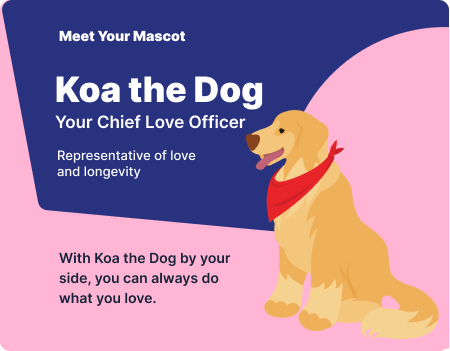 Meet Your Mascot
Koa the Dog
Your Chief Love Officer
Representative of love
and longevity
With Koa the Dog by your
side, you can always do
what you love.